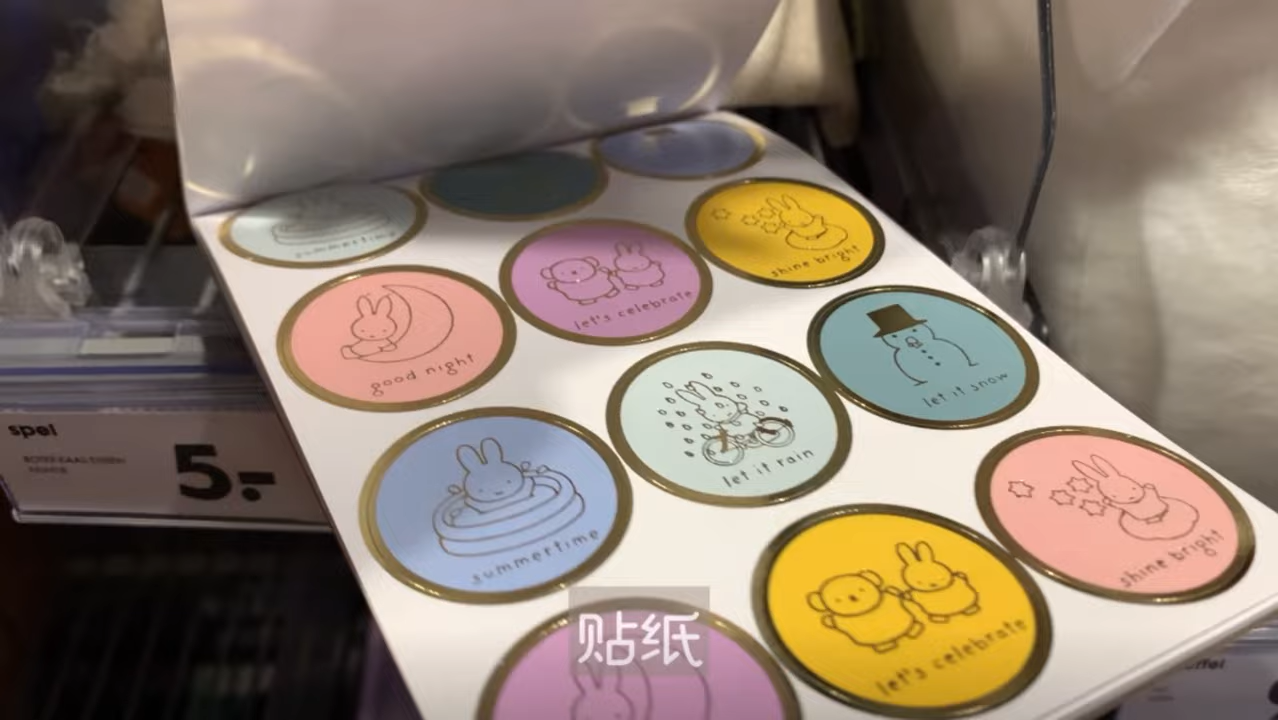 summertime
shine bright
let's celebrate
good night
let it snow
let it rain
summertime
shine bright
let's celebrate
spel
5.-
贴纸